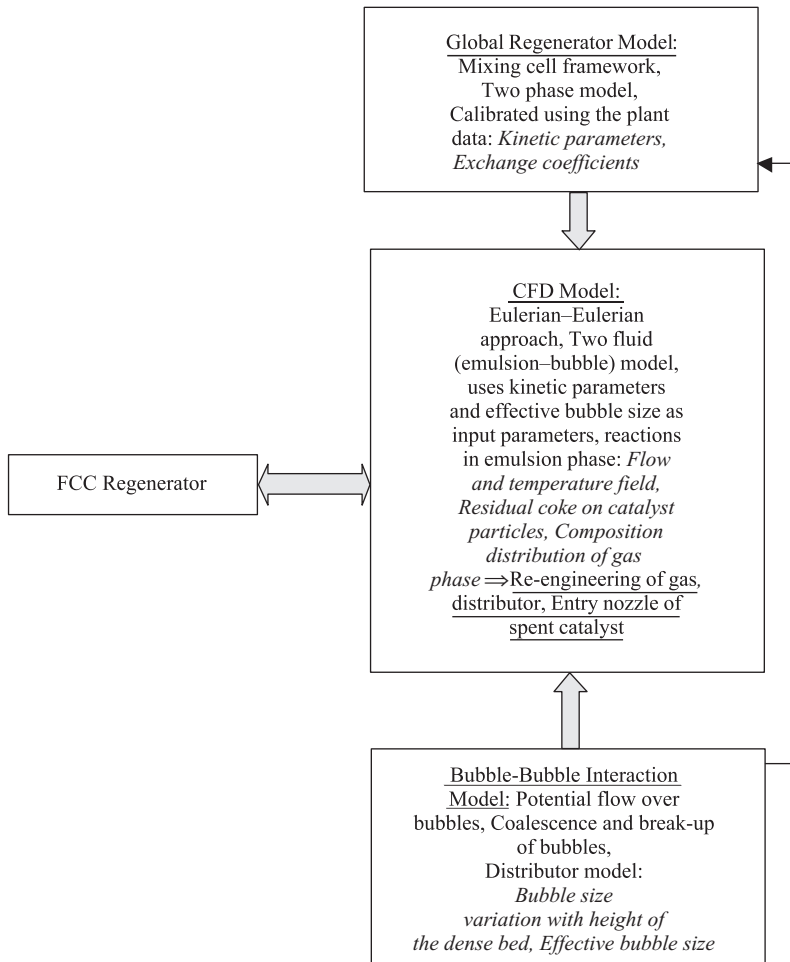 Global Regenerator Model:
Mixing cell framework,
Two phase model,
Calibrated using the plant
data: Kinetic parameters,
Exchange coefficients
CFD Model:
Eulerian–Eulerian
approach, Two fluid
(emulsion–bubble) model,
uses kinetic parameters
and effective bubble size as
input parameters, reactions
in emulsion phase: Flow
and temperature field,
Residual coke on catalyst
particles, Composition
distribution of gas
phase ⟹ Re-engineering of gas,
distributor, Entry nozzle of
spent catalyst
FCC Regenerator
Bubble-Bubble Interaction
Model: Potential flow over
bubbles, Coalescence and break-up
of bubbles,
Distributor model:
Bubble size
variation with height of
the dense bed, Effective bubble size